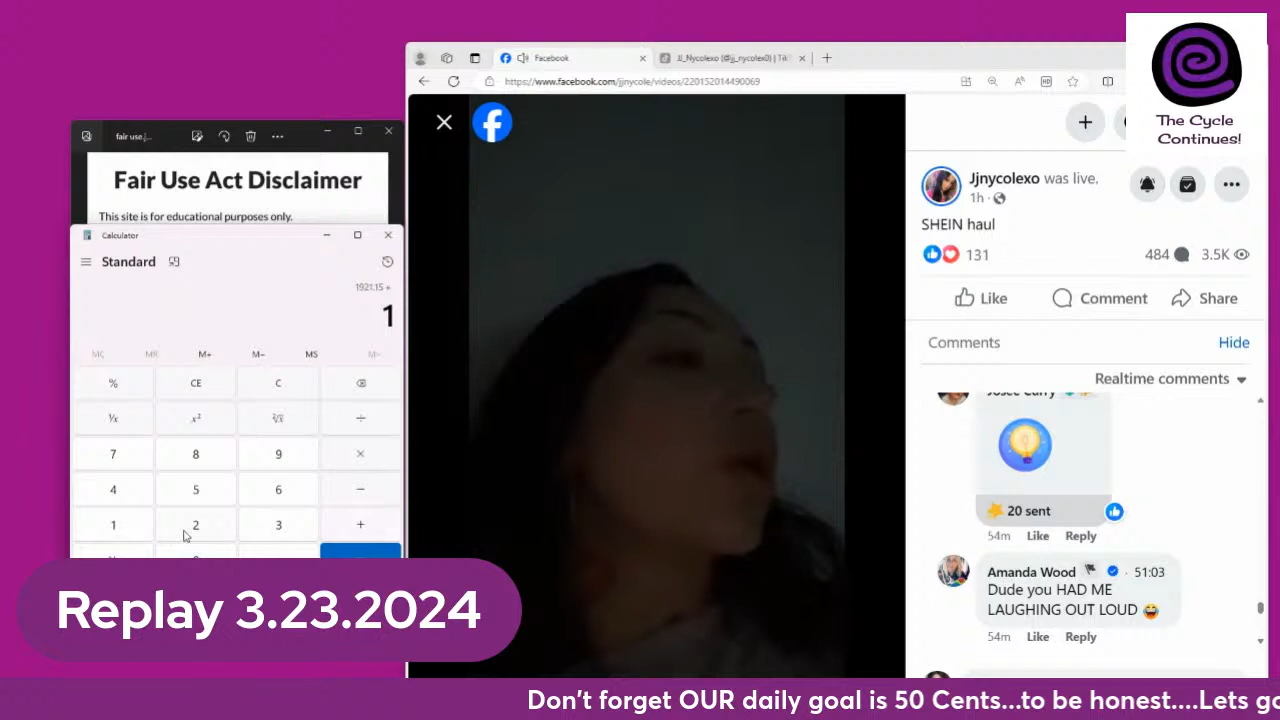 The Cycle
Continues!
Facebook
JJ_Nycolexo (@jj_nycolex0) | Tik
https://www.facebook.com/jjnycole/videos/220152014490069
fair use.j...
Fair Use Act Disclaimer
This site is for educational purposes only.
Calculator
Standard
1921.15 +
1
MC MR M+ M− MS M
% CE C
¹/x x² ²√x ÷
7 8 9 ×
4 5 6 −
1 2 3 +
Jjnycolexo was live.
1h ·
SHEIN haul
131 484 3.5K
Like Comment Share
Comments Hide
Realtime comments
Josee Curry
20 sent
54m Like Reply
Amanda Wood · 51:03
Dude you HAD ME
LAUGHING OUT LOUD 😄
54m Like Reply
Replay 3.23.2024
Don't forget OUR daily goal is 50 Cents...to be honest....Lets go